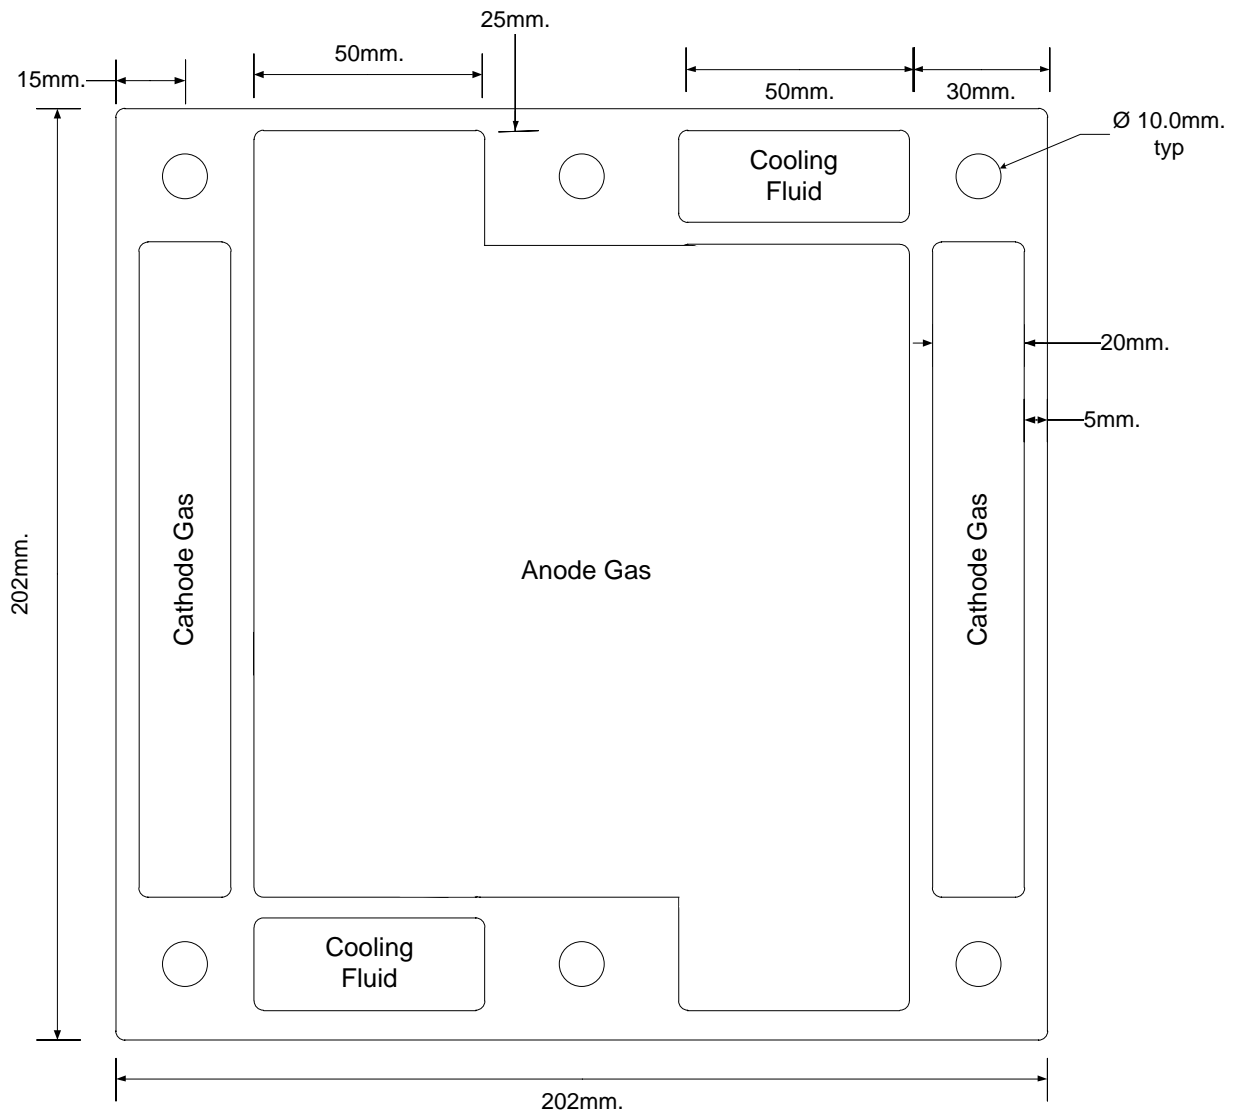 25mm.
50mm.
15mm.
50mm.
30mm.
Ø 10.0mm.
typ
Cooling
Fluid
20mm.
5mm.
Cathode Gas
Cathode Gas
202mm.
Anode Gas
Cooling
Fluid
202mm.